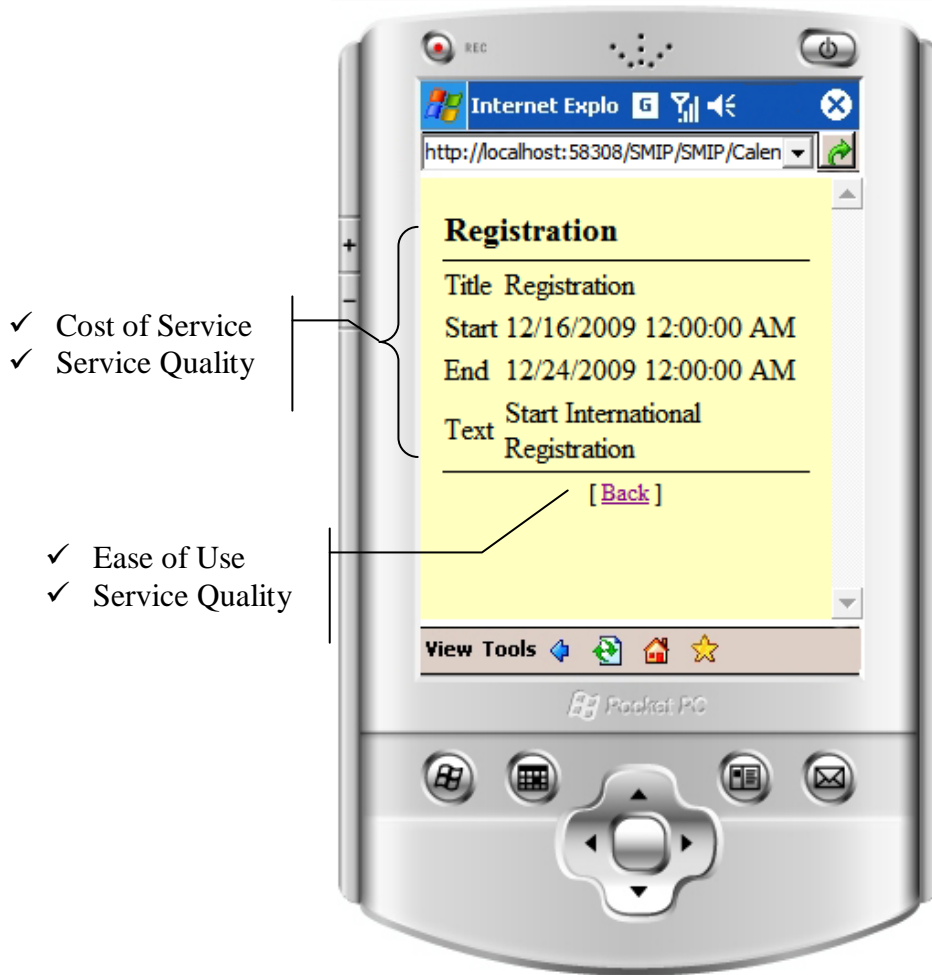 REC
Internet Explo G
http://localhost:58308/SMIP/SMIP/Calen
Registration
Title Registration
Start 12/16/2009 12:00:00 AM
End 12/24/2009 12:00:00 AM
Text Start International
Registration
[ Back ]
✓ Cost of Service
✓ Service Quality
✓ Ease of Use
✓ Service Quality
View Tools
Pocket PC